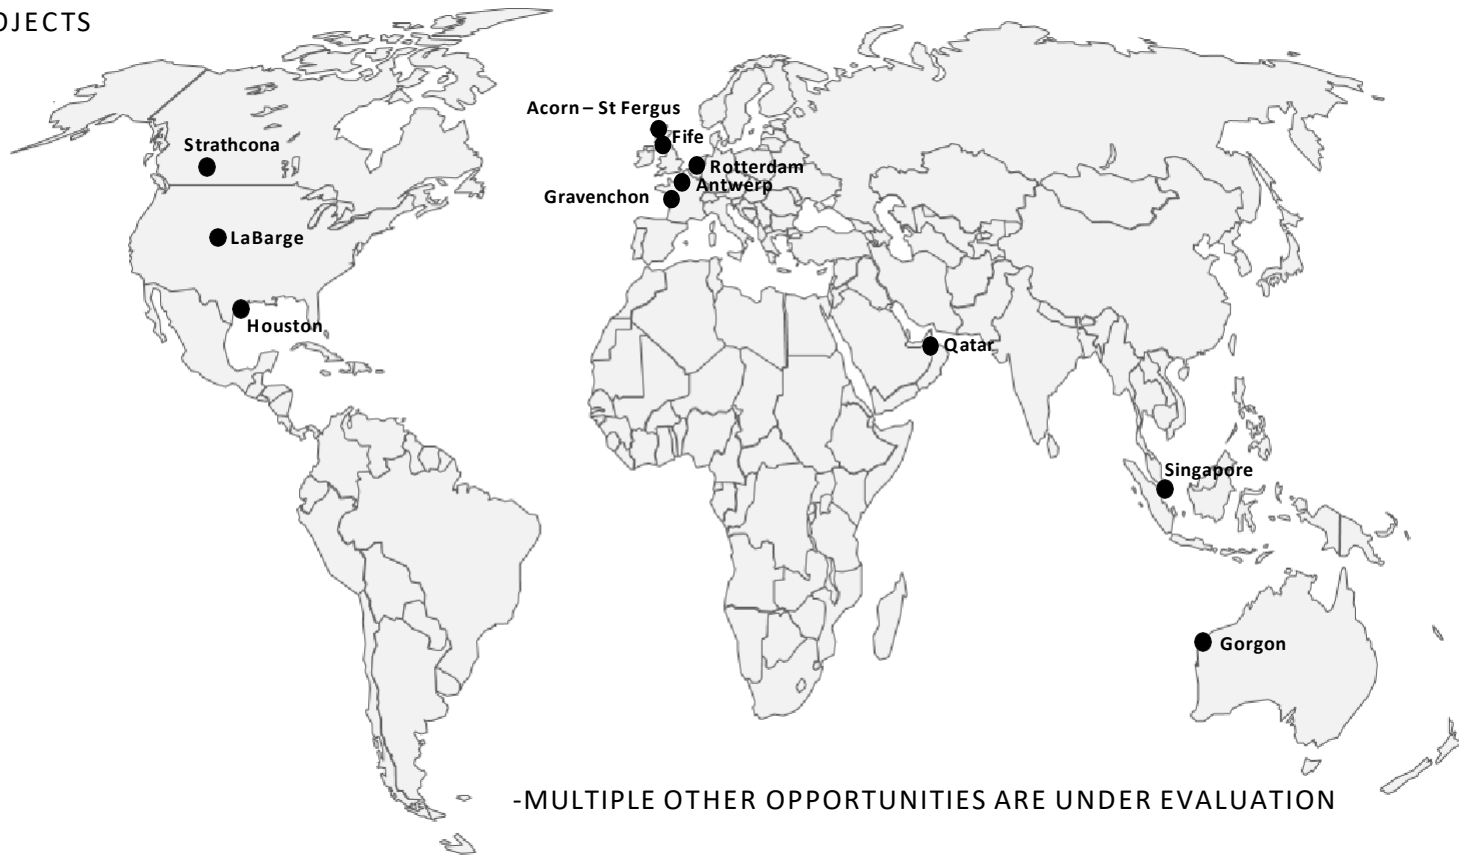 OJECTS
Acorn – St Fergus
Fife
Strathcona
Rotterdam
Antwerp
Gravenchon
LaBarge
Houston
Qatar
Singapore
Gorgon
-MULTIPLE OTHER OPPORTUNITIES ARE UNDER EVALUATION